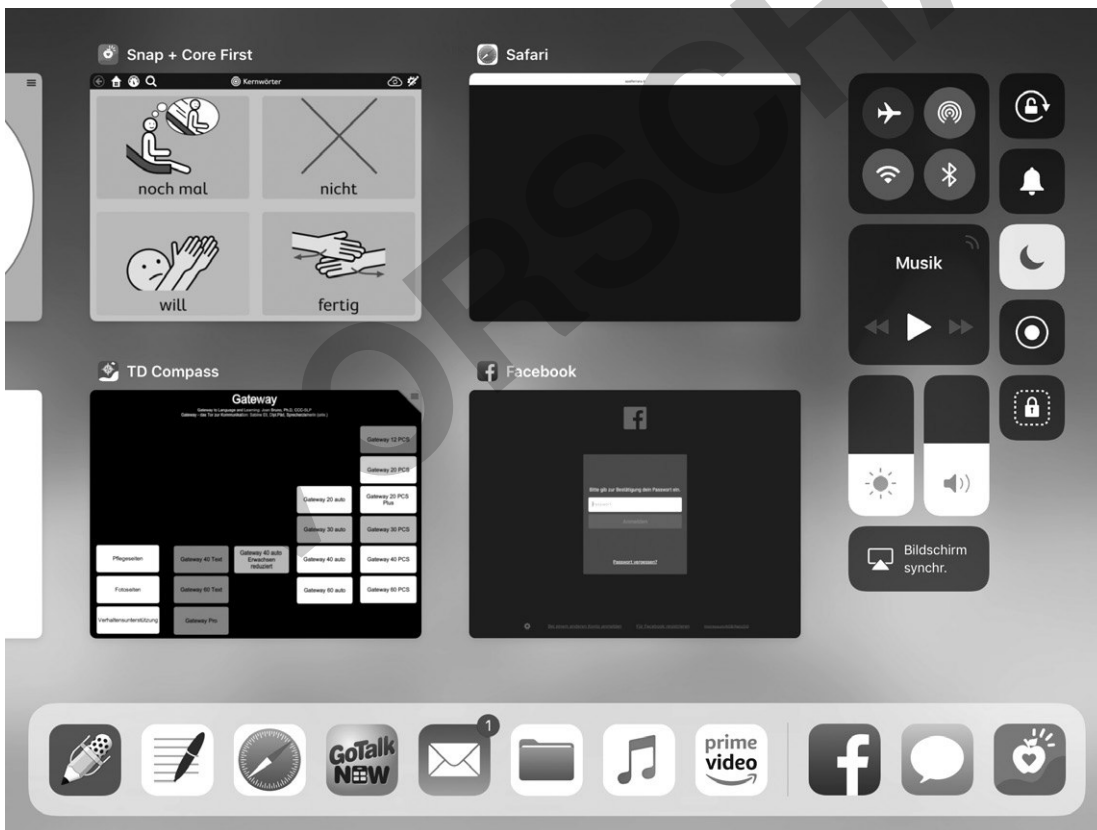 Snap + Core First
Kernwörter
noch mal
nicht
will
fertig
Safari
TD Compass
Gateway
Gateway 12 PCS
Gateway 20 PCS
Gateway 20 auto
Gateway 20 PCS
Plus
Gateway 30 auto
Gateway 30 PCS
Pflegeseiten
Gateway 40 Text
Gateway 40 auto
Erwachsen
reduziert
Gateway 40 auto
Gateway 40 PCS
Fotoseiten
Gateway 60 Text
Gateway 60 auto
Gateway 60 PCS
Verhaltensunterstützung
Gateway Pro
Facebook
Bitte gib zur Bestätigung dein Passwort ein.
Passwort vergessen?
Musik
Bildschirm
synchr.
GoTalk
NOW
1
prime
video
VORSCHA